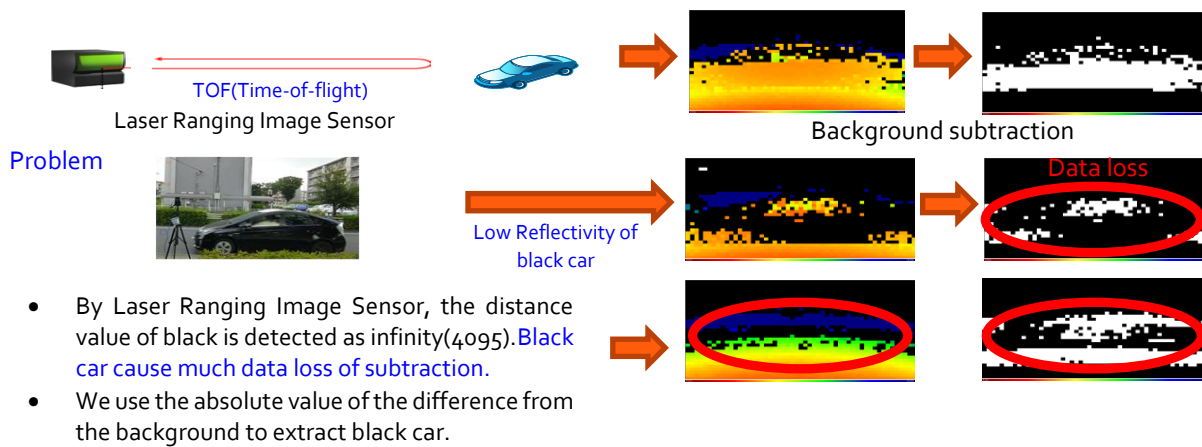 TOF(Time-of-flight)
Laser Ranging Image Sensor
Background subtraction
Problem
Data loss
Low Reflectivity of
black car
• By Laser Ranging Image Sensor, the distance
value of black is detected as infinity(4095).Black
car cause much data loss of subtraction.
• We use the absolute value of the difference from
the background to extract black car.